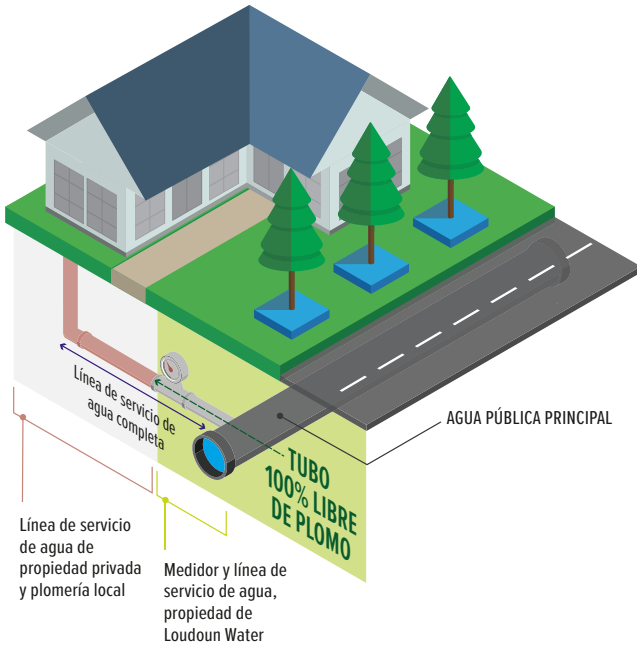 Línea de servicio de
agua completa
AGUA PÚBLICA PRINCIPAL
TUBO
100% LIBRE
DE PLOMO
Línea de servicio
de agua de
propiedad privada
y plomería local
Medidor y línea de
servicio de agua,
propiedad de
Loudoun Water